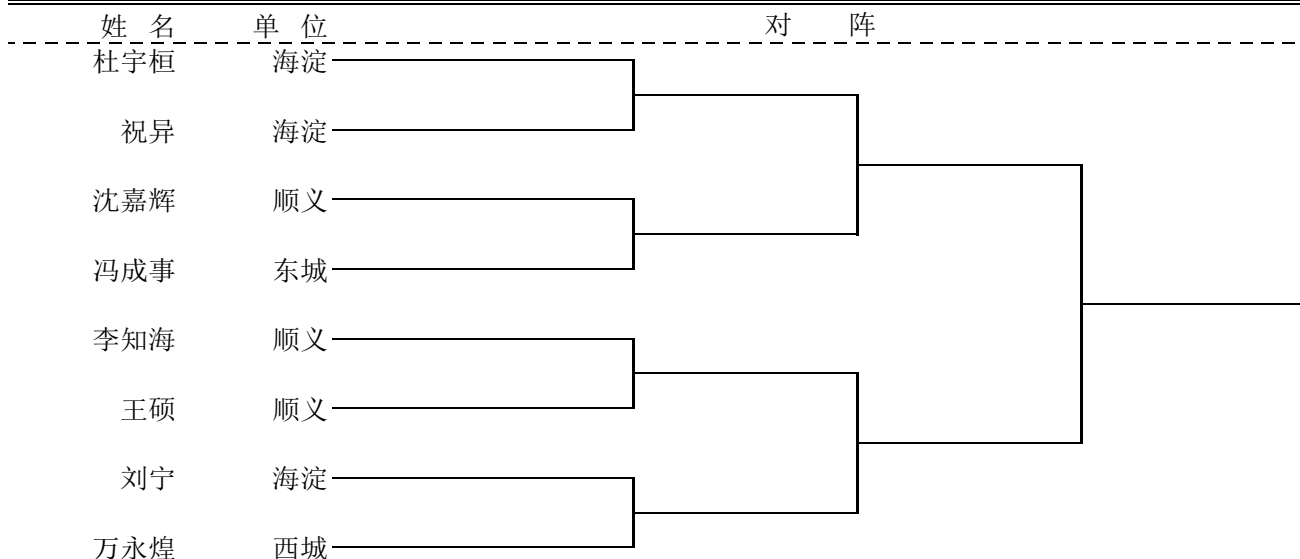 姓 名 单 位 对 阵
杜宇桓 海淀
祝异 海淀
沈嘉辉 顺义
冯成事 东城
李知海 顺义
王硕 顺义
刘宁 海淀
万永煌 西城